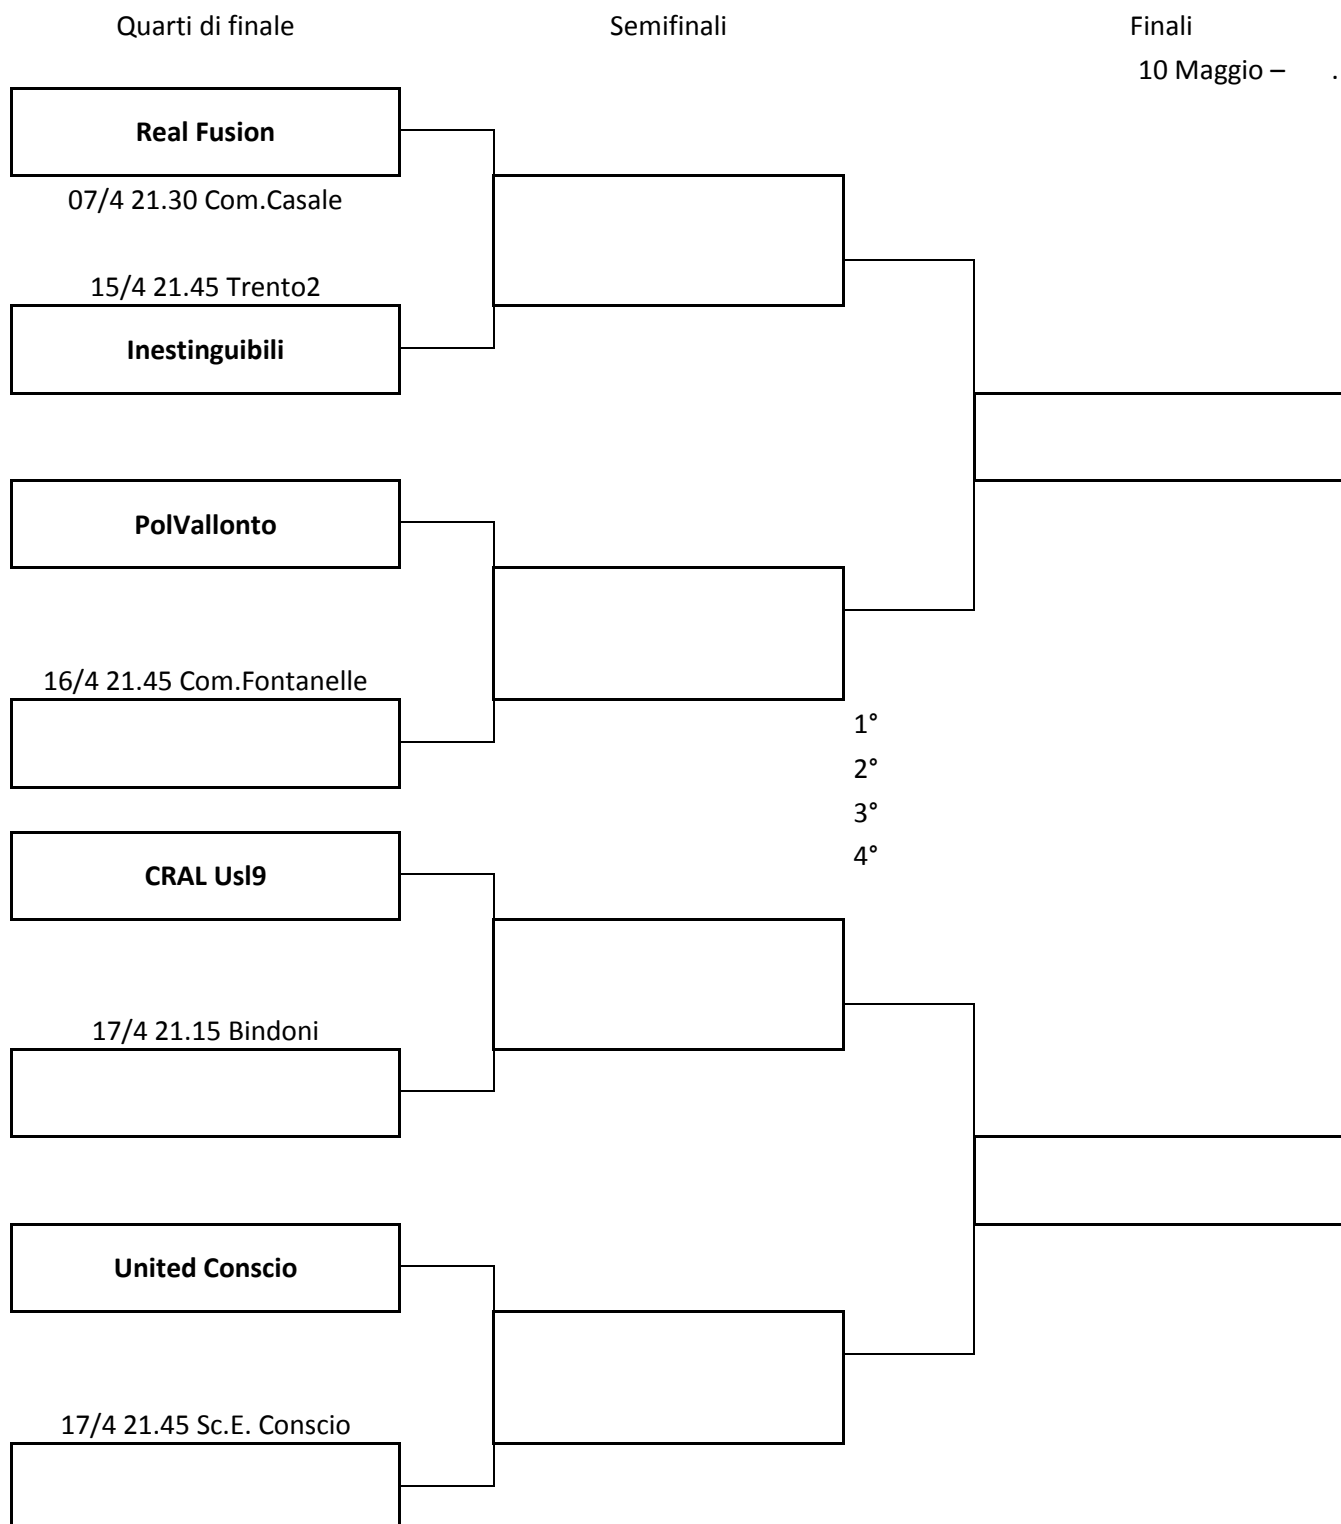 Quarti di finale
Semifinali
Finali
10 Maggio – .
Real Fusion
07/4 21.30 Com.Casale
15/4 21.45 Trento2
Inestinguibili
PolVallonto
16/4 21.45 Com.Fontanelle
1°
2°
3°
4°
CRAL Usl9
17/4 21.15 Bindoni
United Conscio
17/4 21.45 Sc.E. Conscio